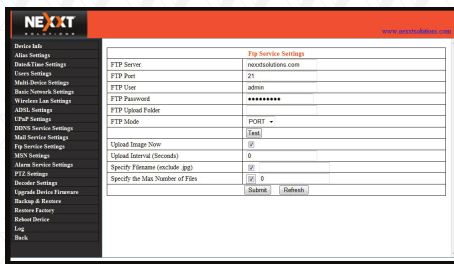 NEXXT
SOLUTIONS
www.nexxtsolutions.com
Device Info
Alias Settings
Date&Time Settings
Users Settings
Multi-Device Settings
Basic Network Settings
Wireless Lan Settings
ADSL Settings
UPnP Settings
DDNS Service Settings
Mail Service Settings
Ftp Service Settings
MSN Settings
Alarm Service Settings
PTZ Settings
Decoder Settings
Upgrade Device Firmware
Backup & Restore
Restore Factory
Reboot Device
Log
Back
Ftp Service Settings
FTP Server nexxtsolutions.com
FTP Port 21
FTP User admin
FTP Password •••••••••
FTP Upload Folder
FTP Mode PORT
Test
Upload Image Now
Upload Interval (Seconds)
Specify Filename (exclude .jpg)
Specify the Max Number of Files 0
Submit Refresh